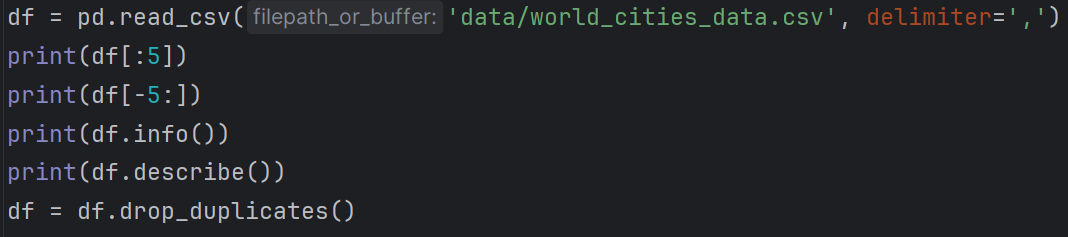 df = pd.read_csv( filepath_or_buffer: 'data/world_cities_data.csv', delimiter=',')
print(df[:5])
print(df[-5:])
print(df.info())
print(df.describe())
df = df.drop_duplicates()